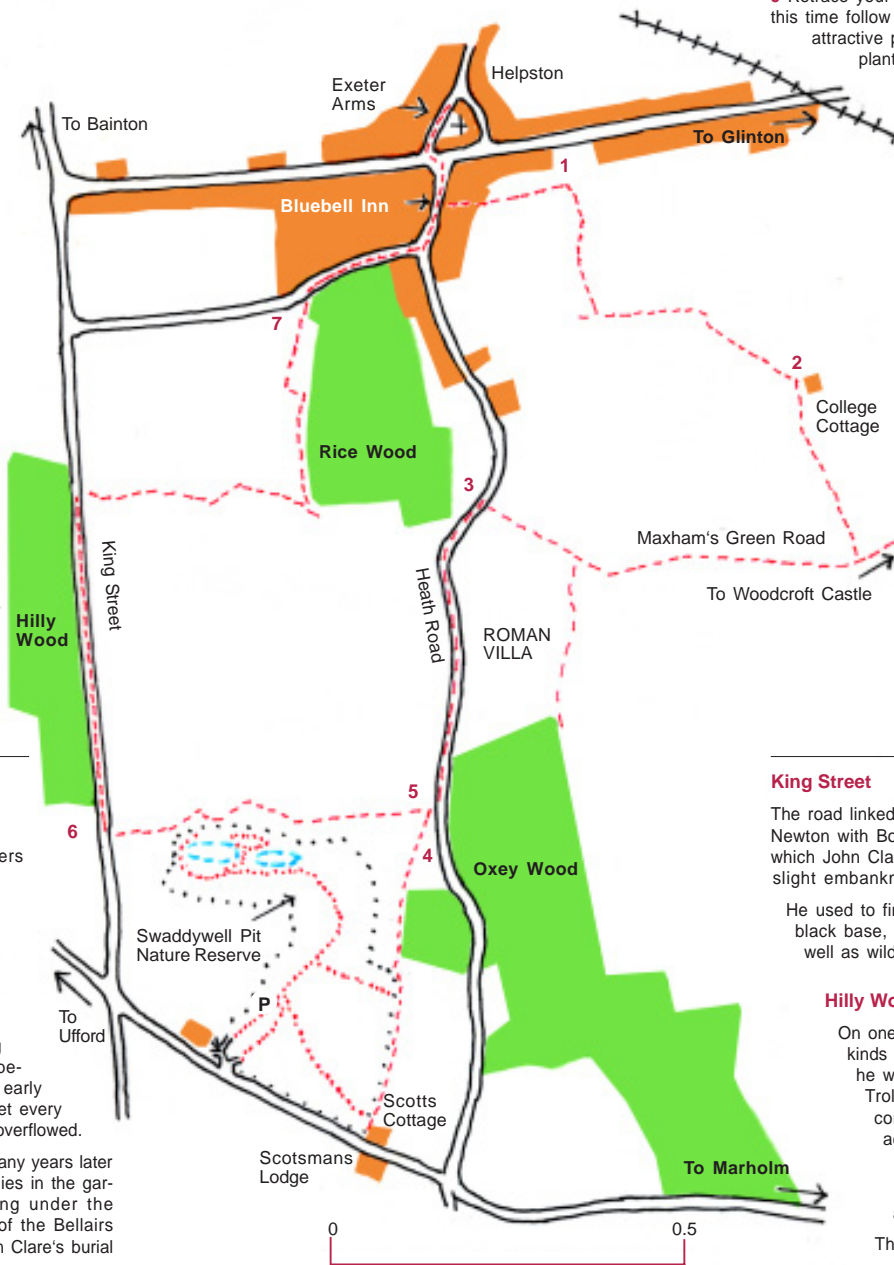 Retrace your
this time follow
attractive p
plant
Exeter
Arms
Helpston
To Bainton
To Glinton
1
Bluebell Inn
7
2
College
Cottage
Rice Wood
3
Maxham's Green Road
King Street
To Woodcroft Castle
Heath Road
ROMAN
VILLA
Hilly
Wood
5
6
4
Oxey Wood
Swaddywell Pit
Nature Reserve
P
To
Ufford
Scotts
Cottage
Scotsmans
Lodge
To Marholm
0
0.5
ers
g
pe-
early
et every
overflowed.
any years later
ies in the gar-
ng under the
of the Bellairs
n Clare's burial
King Street
The road linked
Newton with Bo
which John Cla
slight embankm
He used to fin
black base,
well as wild
Hilly Wo
On one
kinds
he w
Trol
co
a
Th